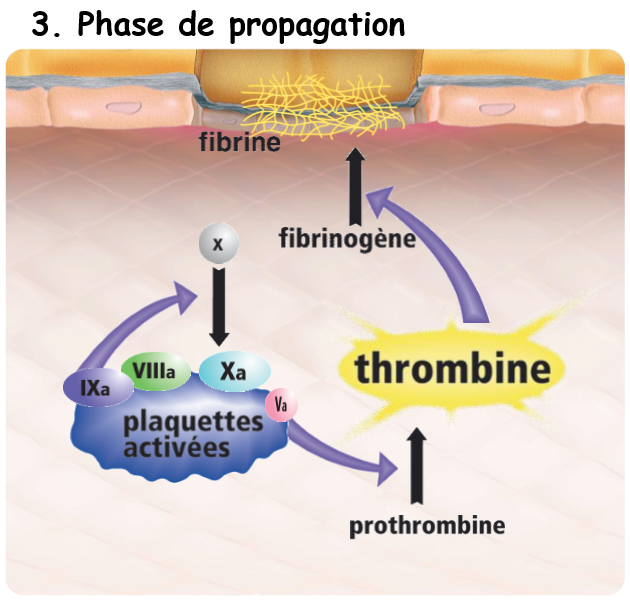 3. Phase de propagation
fibrine
fibrinogène
x
thrombine
VIIIa
Xa
IXa
Va
plaquettes
activées
prothrombine